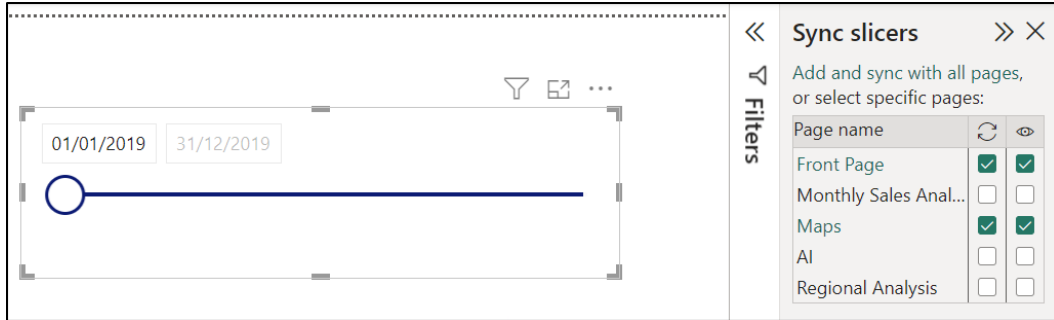 01/01/2019 31/12/2019
Filters
Sync slicers
Add and sync with all pages,
or select specific pages:
Page name
Front Page
Monthly Sales Anal...
Maps
AI
Regional Analysis